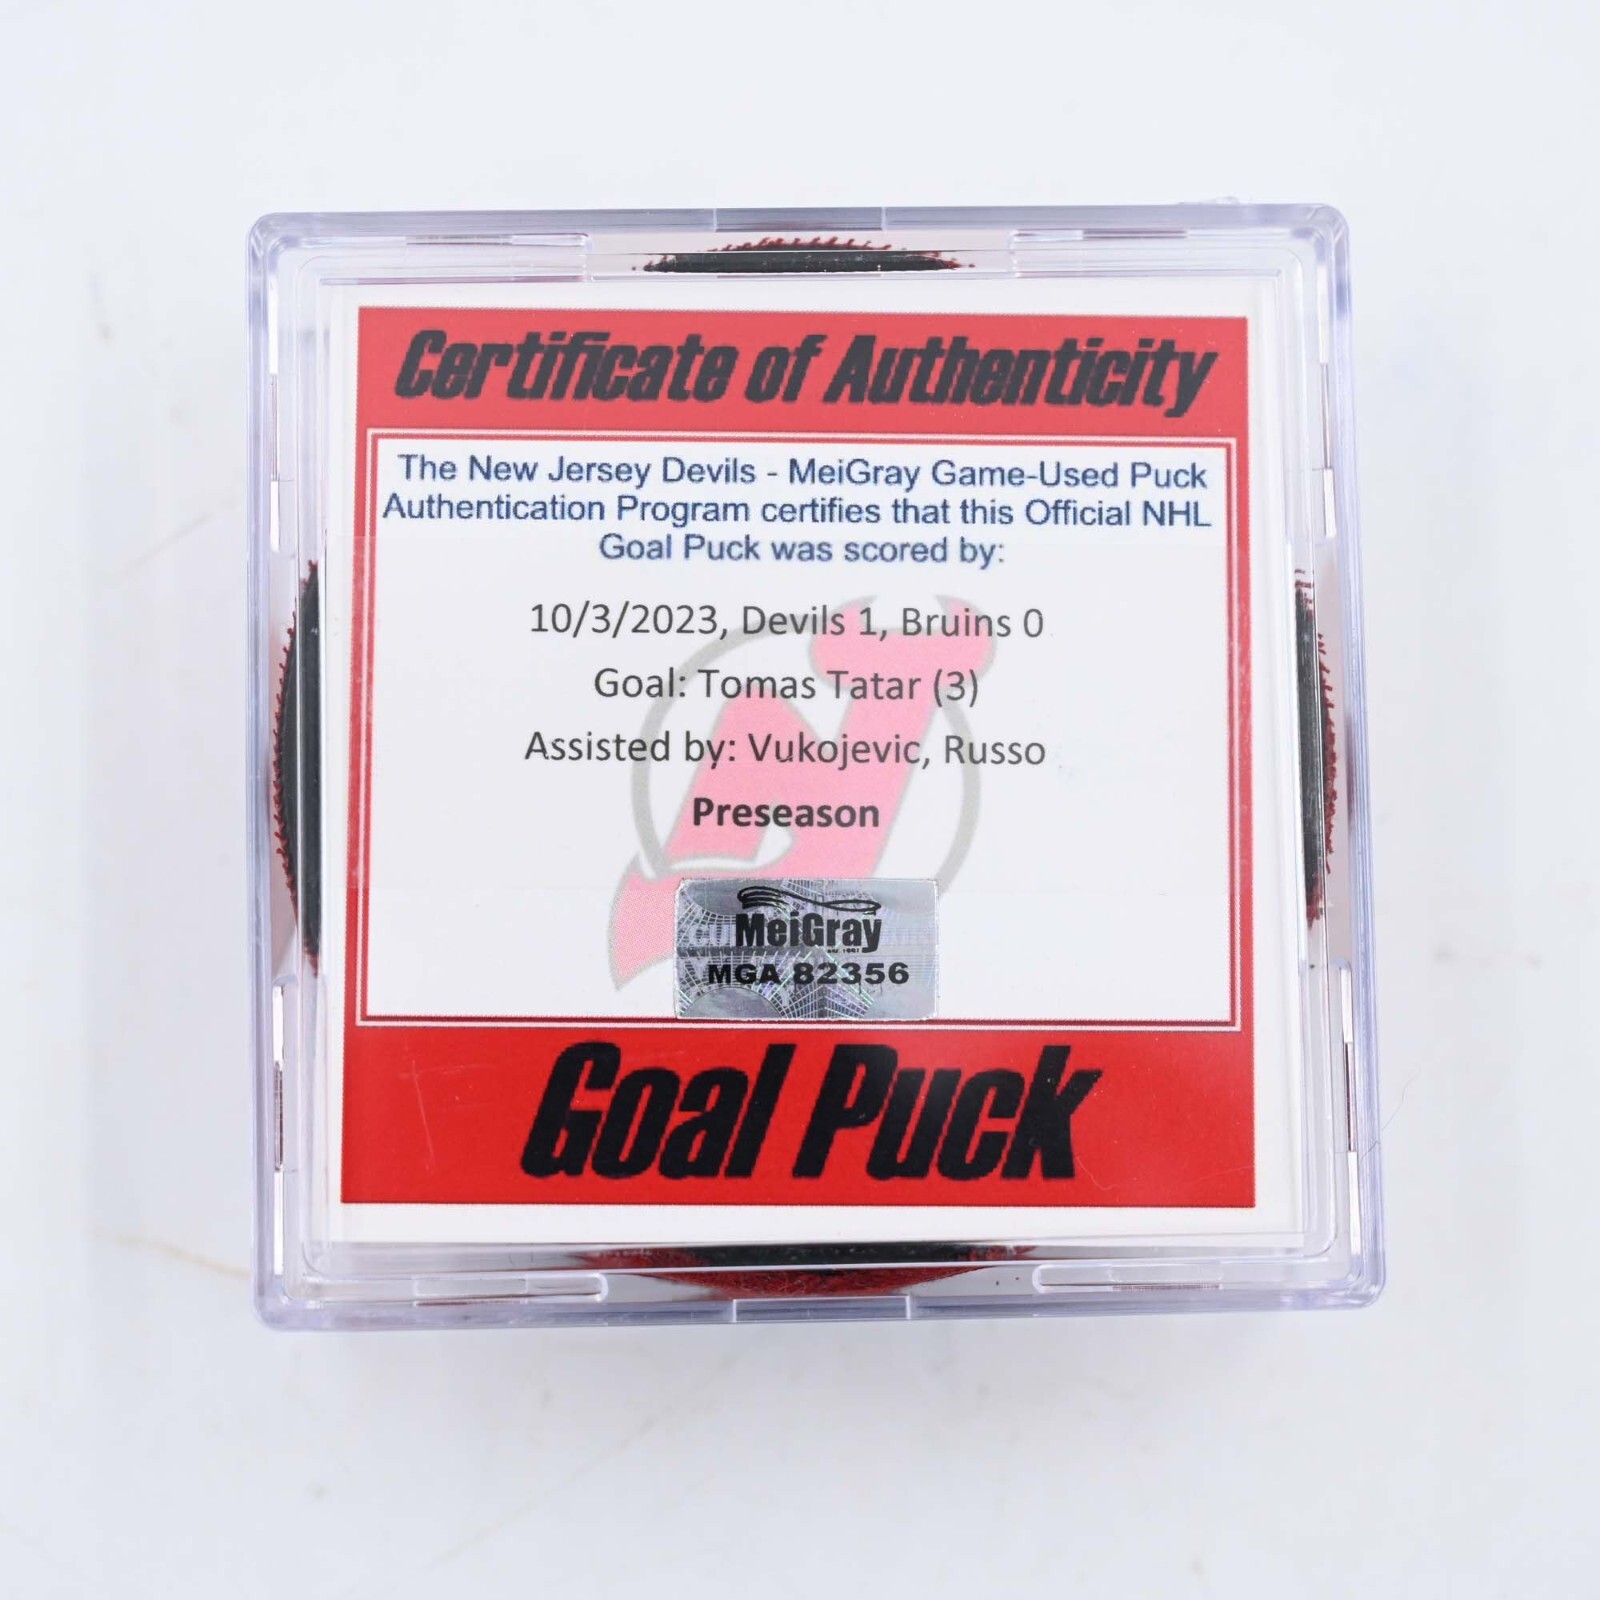 Certificate of Authenticity
The New Jersey Devils - MeiGray Game-Used Puck
Authentication Program certifies that this Official NHL
Goal Puck was scored by:
10/3/2023, Devils 1, Bruins 0
Goal: Tomas Tatar (3)
Assisted by: Vukojevic, Russo
Preseason
MeiGray
MGA 82356
Goal Puck